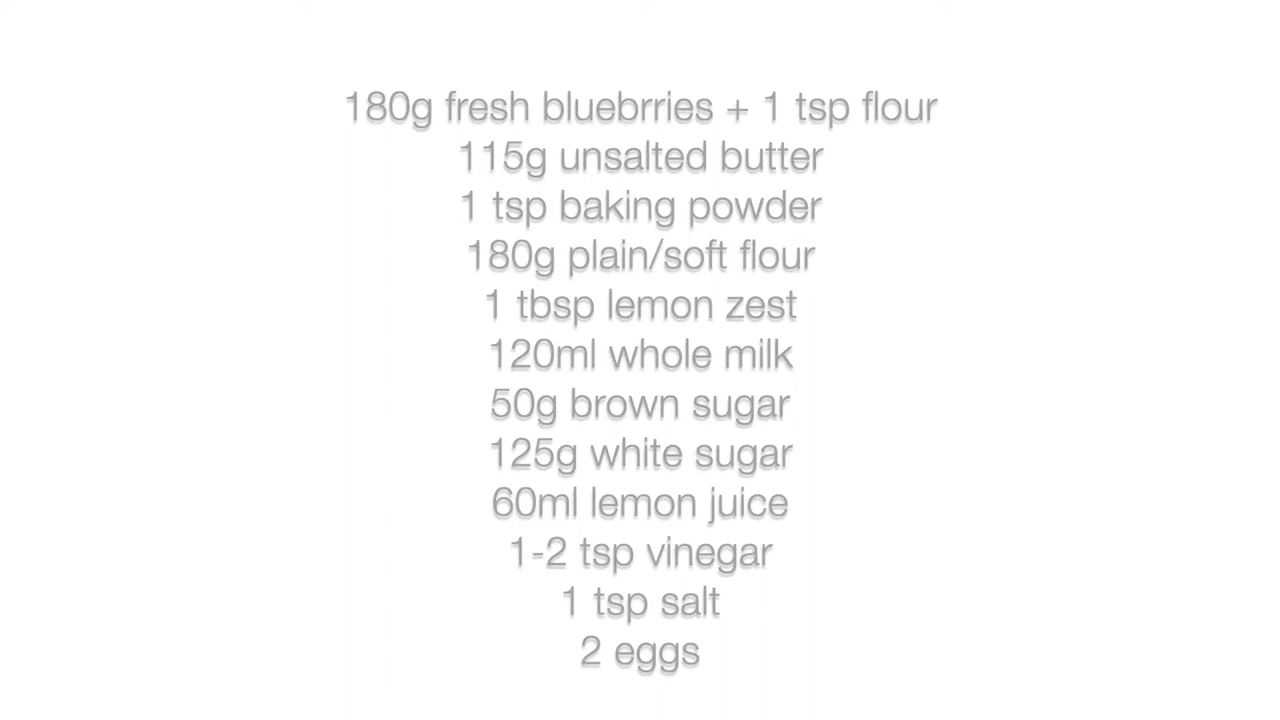 180g fresh bluebrries + 1 tsp flour
115g unsalted butter
1 tsp baking powder
180g plain/soft flour
1 tbsp lemon zest
120ml whole milk
50g brown sugar
125g white sugar
60ml lemon juice
1-2 tsp vinegar
1 tsp salt
2 eggs